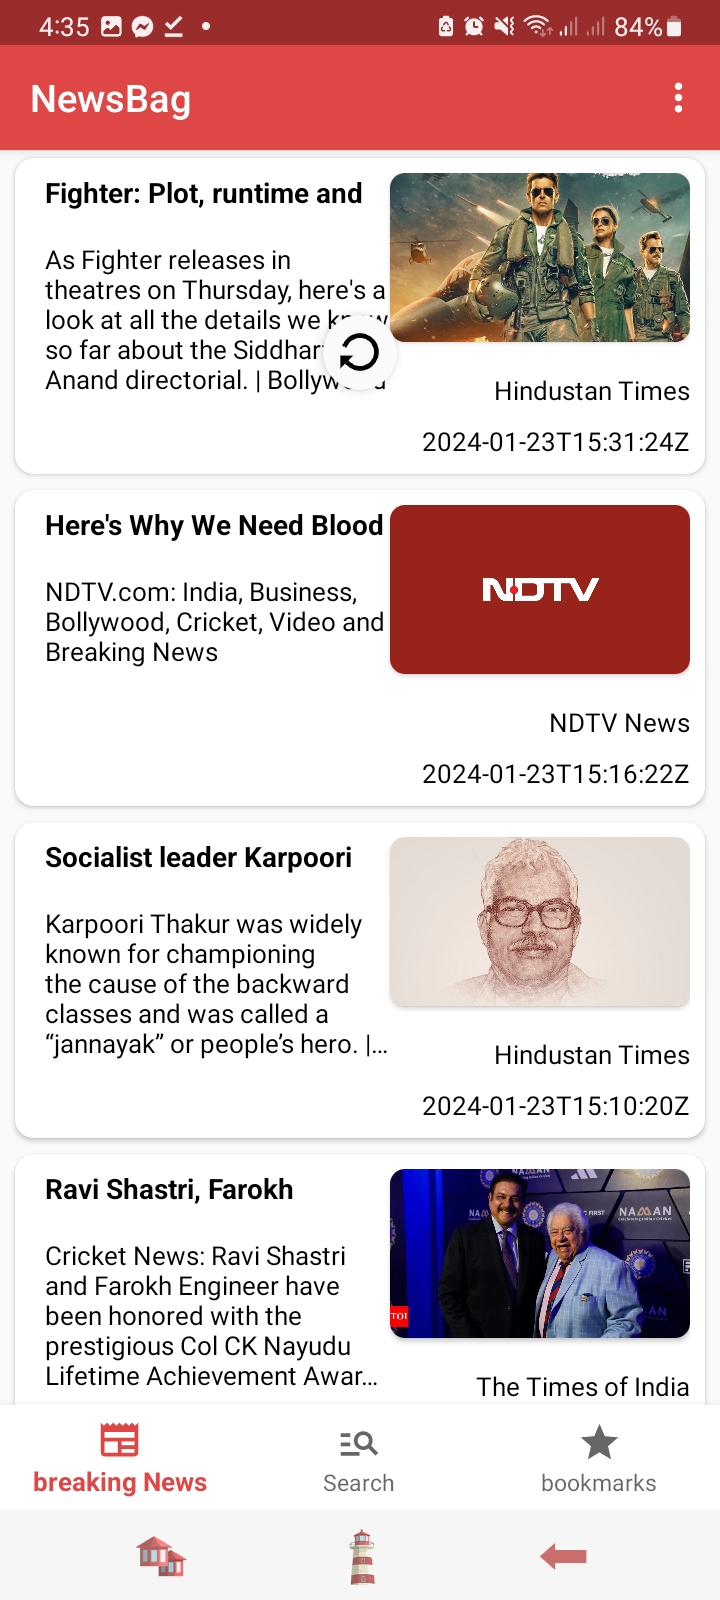 4:35
84%
NewsBag
Fighter: Plot, runtime and
As Fighter releases in
theatres on Thursday, here's a
look at all the details we
so far about the
Anand directorial. |
Hindustan Times
2024-01-23T15:31:24Z
Here's Why We Need Blood
NDTV.com: India, Business,
Bollywood, Cricket, Video and
Breaking News
NDTV
NDTV News
2024-01-23T15:16:22Z
Socialist leader Karpoori
Karpoori Thakur was widely
known for championing
the cause of the backward
classes and was called a
“jannayak” or people’s hero. |...
Hindustan Times
2024-01-23T15:10:20Z
Ravi Shastri, Farokh
Cricket News: Ravi Shastri
and Farokh Engineer have
been honored with the
prestigious Col CK Nayudu
Lifetime Achievement Awar...
NAMAN
FIRST
NAMAN
TOI
The Times of India
breaking News
Search
bookmarks